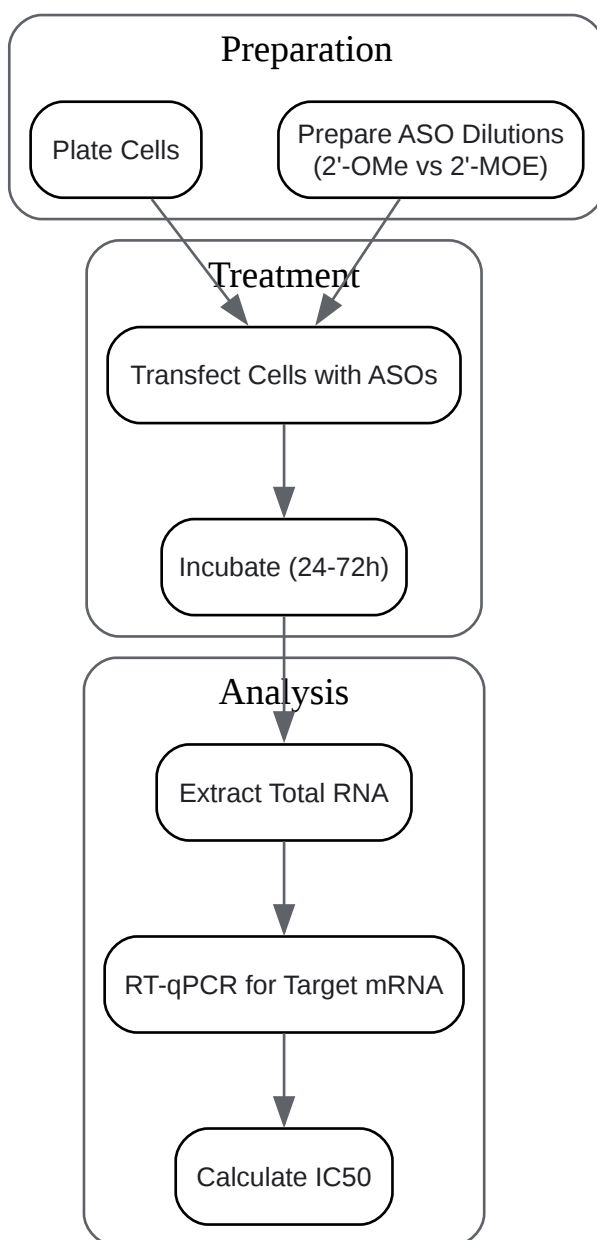 Preparation
Plate Cells
Prepare ASO Dilutions
(2'-OMe vs 2'-MOE)
Treatment
Transfect Cells with ASOs
Incubate (24-72h)
Analysis
Extract Total RNA
RT-qPCR for Target mRNA
Calculate IC50